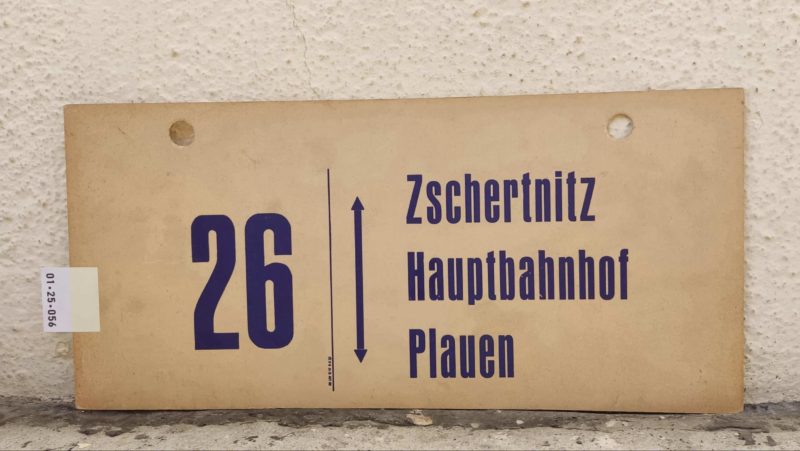 26
Zschertnitz
Hauptbahnhof
Plauen
01·25·056